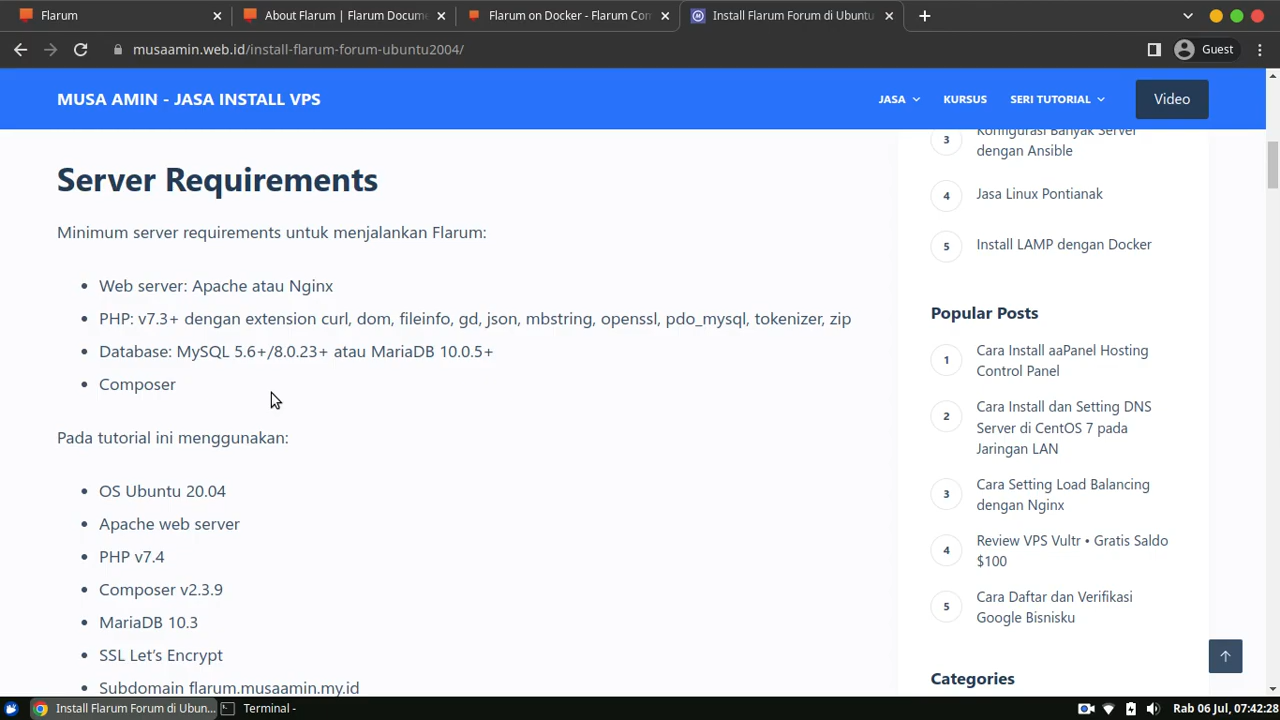 Flarum
About Flarum | Flarum Docume
Flarum on Docker - Flarum Con
Install Flarum Forum di Ubuntu
musaamin.web.id/install-flarum-forum-ubuntu2004/
Guest
MUSA AMIN - JASA INSTALL VPS
JASA
KURSUS
SERI TUTORIAL
Video
Server Requirements
Minimum server requirements untuk menjalankan Flarum:
Web server: Apache atau Nginx
PHP: v7.3+ dengan extension curl, dom, fileinfo, gd, json, mbstring, openssl, pdo_mysql, tokenizer, zip
Database: MySQL 5.6+/8.0.23+ atau MariaDB 10.0.5+
Composer
Pada tutorial ini menggunakan:
OS Ubuntu 20.04
Apache web server
PHP v7.4
Composer v2.3.9
MariaDB 10.3
SSL Let’s Encrypt
Subdomain flarum.musaamin.my.id
3
Konfigurasi Banyak Server
dengan Ansible
4
Jasa Linux Pontianak
5
Install LAMP dengan Docker
Popular Posts
1
Cara Install aaPanel Hosting
Control Panel
2
Cara Install dan Setting DNS
Server di CentOS 7 pada
Jaringan LAN
3
Cara Setting Load Balancing
dengan Nginx
4
Review VPS Vultr • Gratis Saldo
$100
5
Cara Daftar dan Verifikasi
Google Bisnisku
Categories
Install Flarum Forum di Ubun...
Terminal -
Rab 06 Jul, 07:42:28